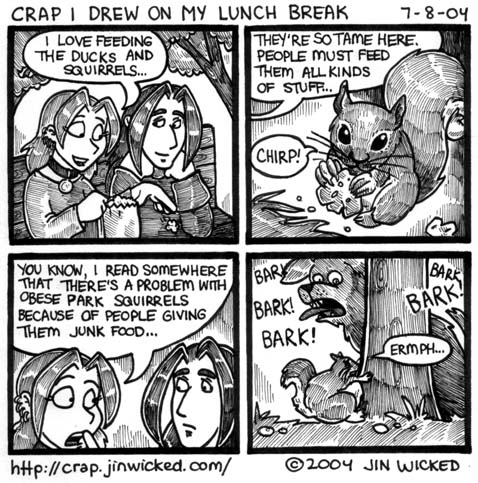 CRAP I DREW ON MY LUNCH BREAK 7-8-04
I LOVE FEEDING
THE DUCKS AND
SQUIRRELS...
THEY'RE SO TAME HERE.
PEOPLE MUST FEED
THEM ALL KINDS
OF STUFF...
CHIRP!
YOU KNOW, I READ SOMEWHERE
THAT THERE'S A PROBLEM WITH
OBESE PARK SQUIRRELS
BECAUSE OF PEOPLE GIVING
THEM JUNK FOOD...
BARK
BARK!
BARK!
BARK
BARK!
ERMPH...
http://crap.jinwicked.com/ ©2004 JIN WICKED